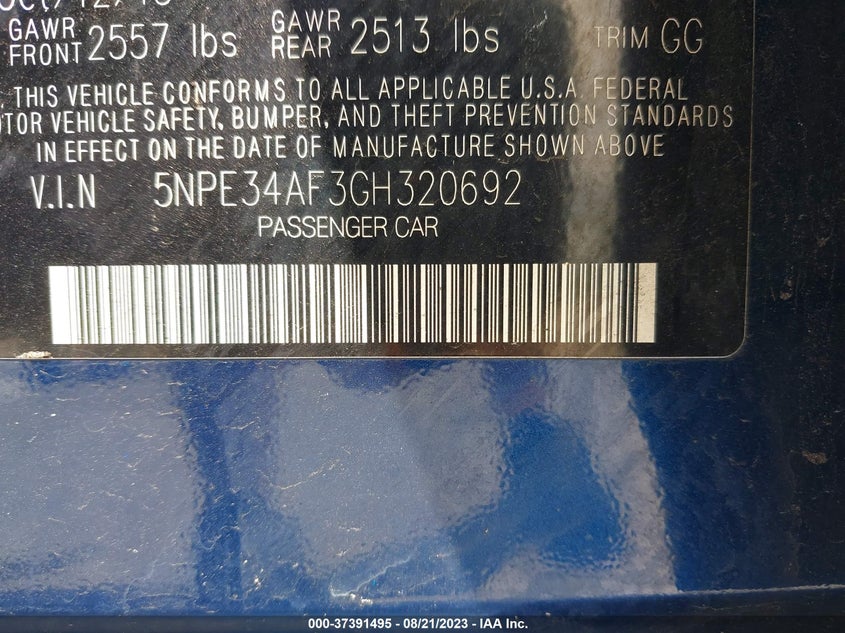 GAWR FRONT 2557 lbs GAWR REAR 2513 lbs TRIM GG
THIS VEHICLE CONFORMS TO ALL APPLICABLE U.S.A. FEDERAL
OTOR VEHICLE SAFETY, BUMPER, AND THEFT PREVENTION STANDARDS
IN EFFECT ON THE DATE OF MANUFACTURE SHOWN ABOVE
V.I.N 5NPE34AF3GH320692
PASSENGER CAR
000-37391495 - 08/21/2023 - IAA Inc.